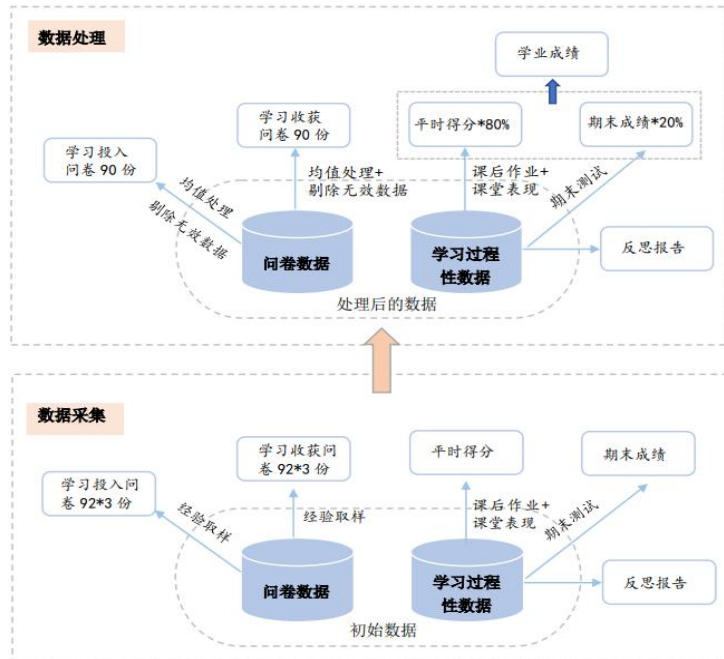 数据处理
学业成绩
学习收获
问卷 90 份
平时得分*80%
期末成绩*20%
学习投入
问卷 90 份
均值处理+
剔除无效数据
课后作业+
课堂表现
期末测试
均值处理
剔除无效数据
问卷数据
学习过程
性数据
反思报告
处理后的数据
数据采集
学习收获问
卷 92*3 份
平时得分
期末成绩
学习投入问
卷 92*3 份
经验取样
经验取样
课后作业+
课堂表现
期末测试
问卷数据
学习过程
性数据
反思报告
初始数据